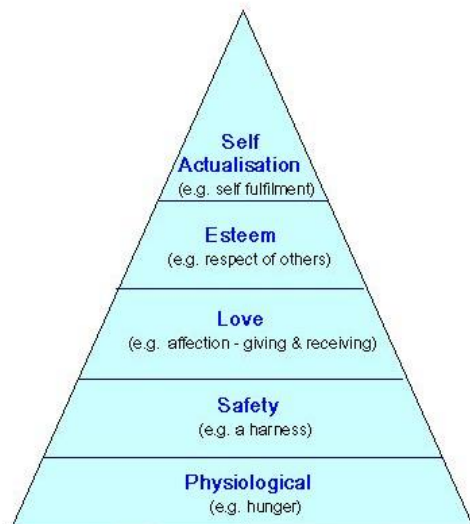 Self
Actualisation
(e.g. self fulfilment)
Esteem
(e.g. respect of others)
Love
(e.g. affection - giving & receiving)
Safety
(e.g. a harness)
Physiological
(e.g. hunger)